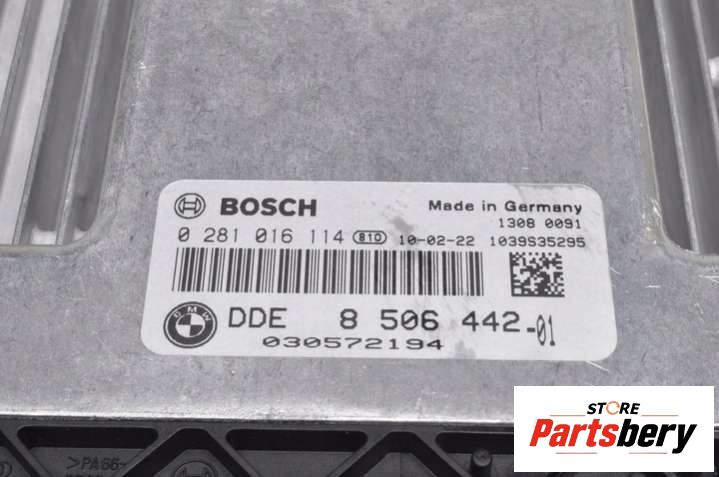 BOSCH Made in Germany
1308 0091
0 281 016 114 810 10-02-22 1039S35295
BMW DDE 8 506 442-01
030572194
>PA66-
STORE
Partsbery